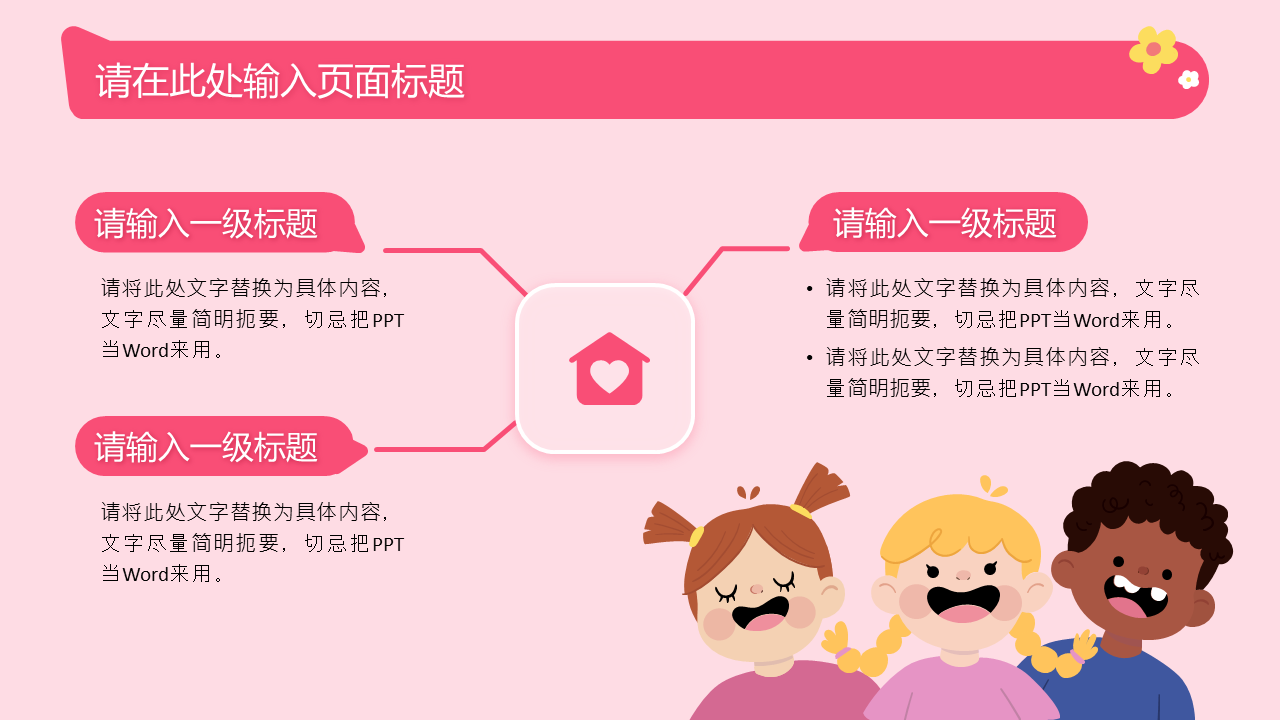 请在此处输入页面标题
请输入一级标题
请将此处文字替换为具体内容，
文字尽量简明扼要，切忌把PPT
当Word来用。
请输入一级标题
请将此处文字替换为具体内容，
文字尽量简明扼要，切忌把PPT
当Word来用。
请输入一级标题
• 请将此处文字替换为具体内容，文字尽
量简明扼要，切忌把PPT当Word来用。
• 请将此处文字替换为具体内容，文字尽
量简明扼要，切忌把PPT当Word来用。